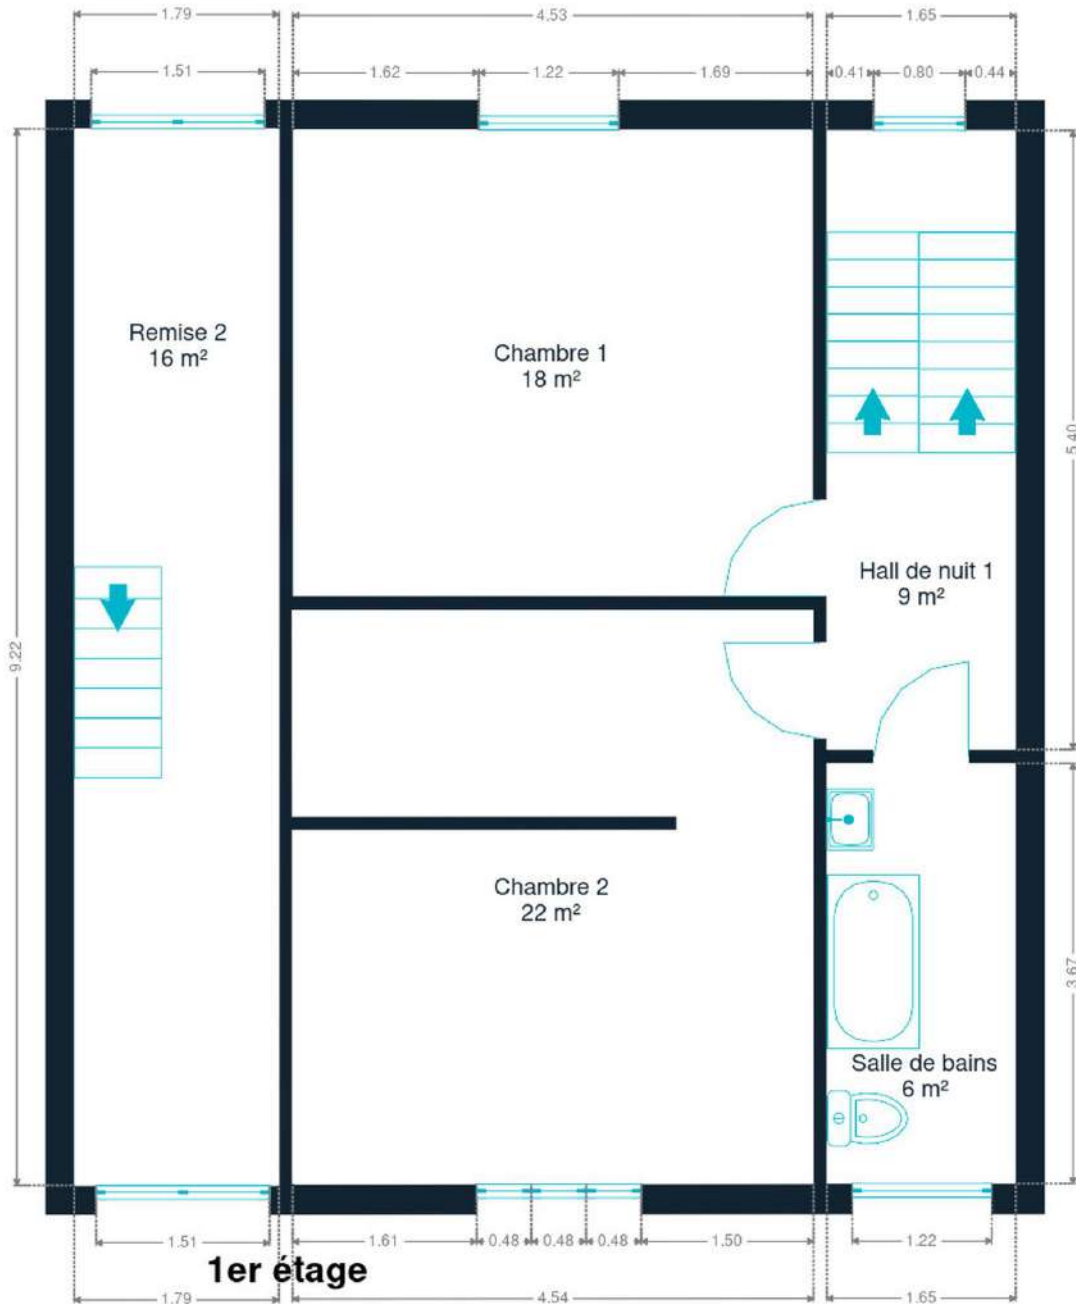 1.79
4.53
1.65
1.51
1.62
1.22
1.69
0.41
0.80
0.44
Remise 2
16 m²
Chambre 1
18 m²
5.40
Hall de nuit 1
9 m²
9.22
Chambre 2
22 m²
3.67
Salle de bains
6 m²
1.51
1.61
0.48
0.48
0.48
1.50
1.22
1er étage
1.79
4.54
1.65